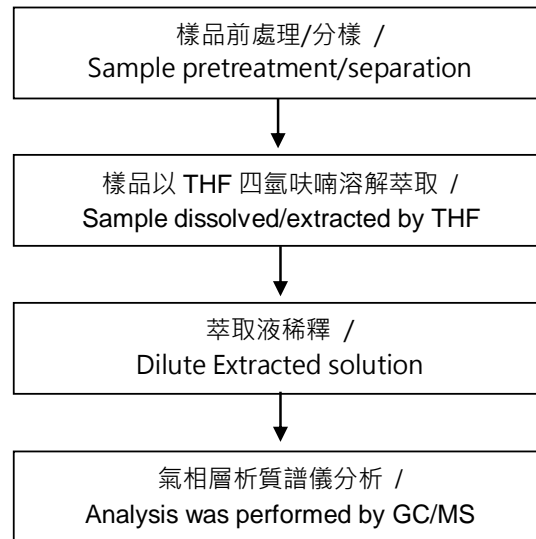 樣品前處理/分樣 /
Sample pretreatment/separation
樣品以 THF 四氫呋喃溶解萃取 /
Sample dissolved/extracted by THF
萃取液稀釋 /
Dilute Extracted solution
氣相層析質譜儀分析 /
Analysis was performed by GC/MS